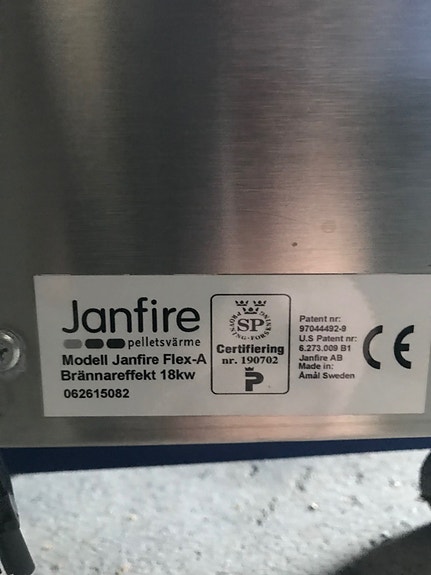 Janfire
pelletsvärme
Modell Janfire Flex-A
Brännareffekt 18kw
062615082
SP
Certifiering
nr. 190702
P
Patent nr:
97044492-9
U.S Patent nr:
6.273.009 B1
Janfire AB
Made in:
Åmål Sweden
CE